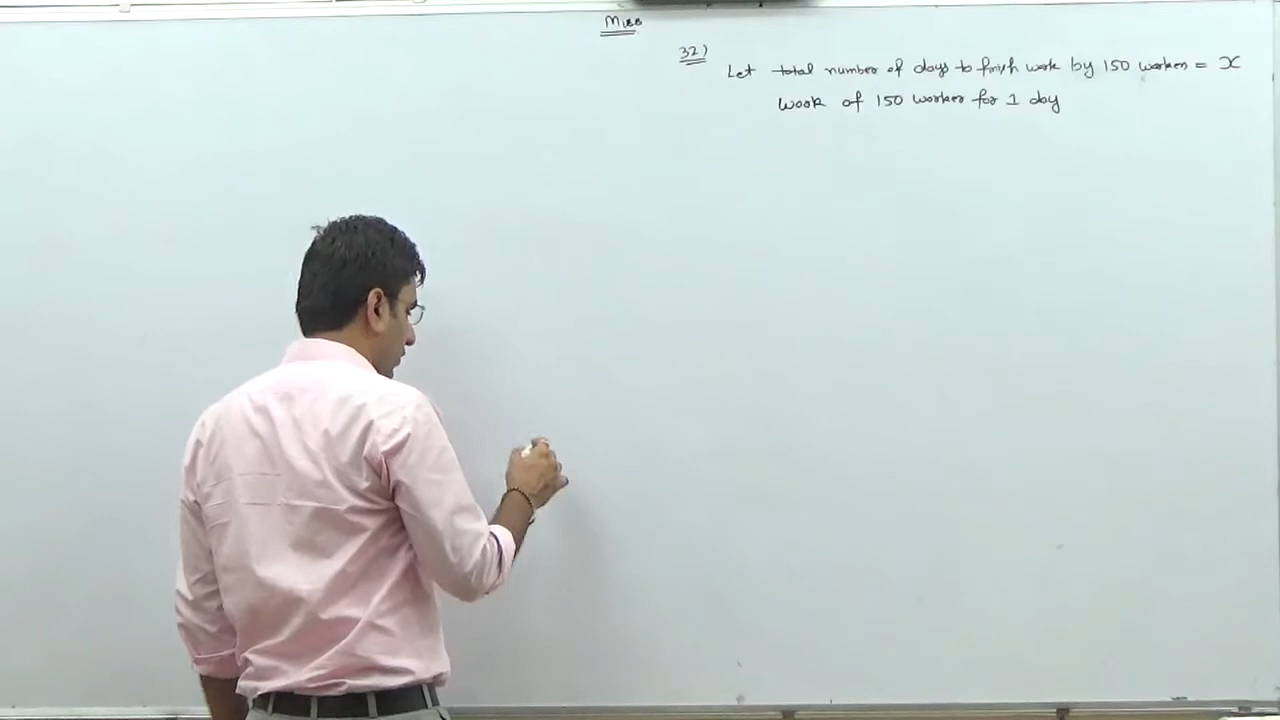 Misc
32)
Let total number of days to finish work by 150 workers = x
work of 150 worker for 1 day